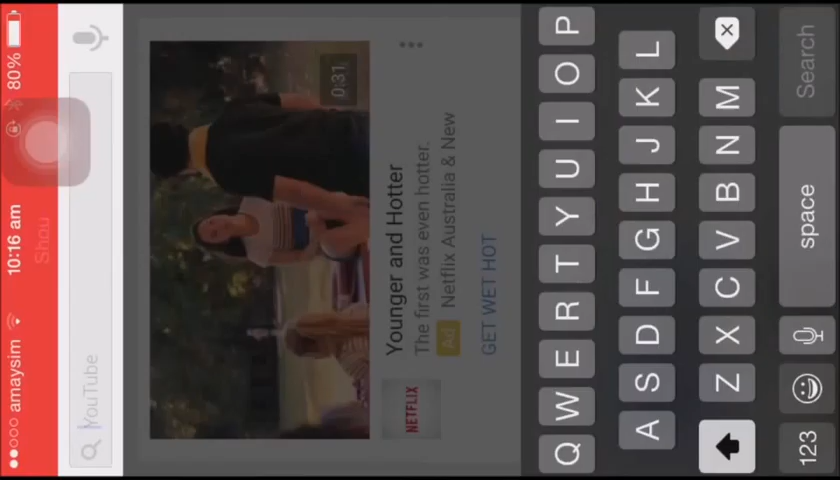 amaysim 10:16 am 80%
Shou
YouTube
0:31
NETFLIX
Younger and Hotter
The first was even hotter.
Ad Netflix Australia & New
GET WET HOT
Q W E R T Y U I O P
A S D F G H J K L
Z X C V B N M
123 space Search